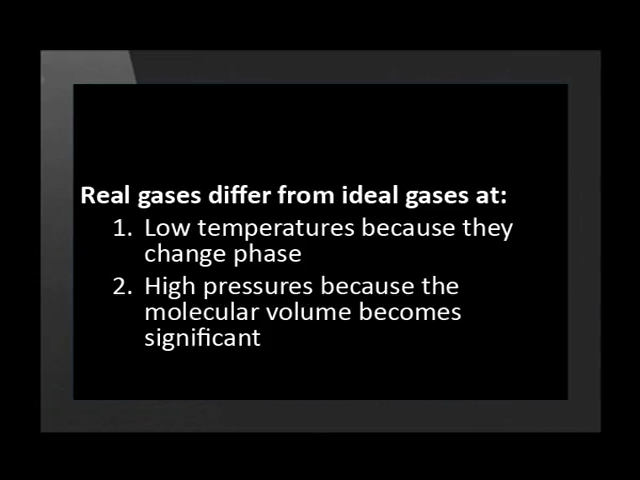 Real gases differ from ideal gases at:
1. Low temperatures because they
change phase
2. High pressures because the
molecular volume becomes
significant